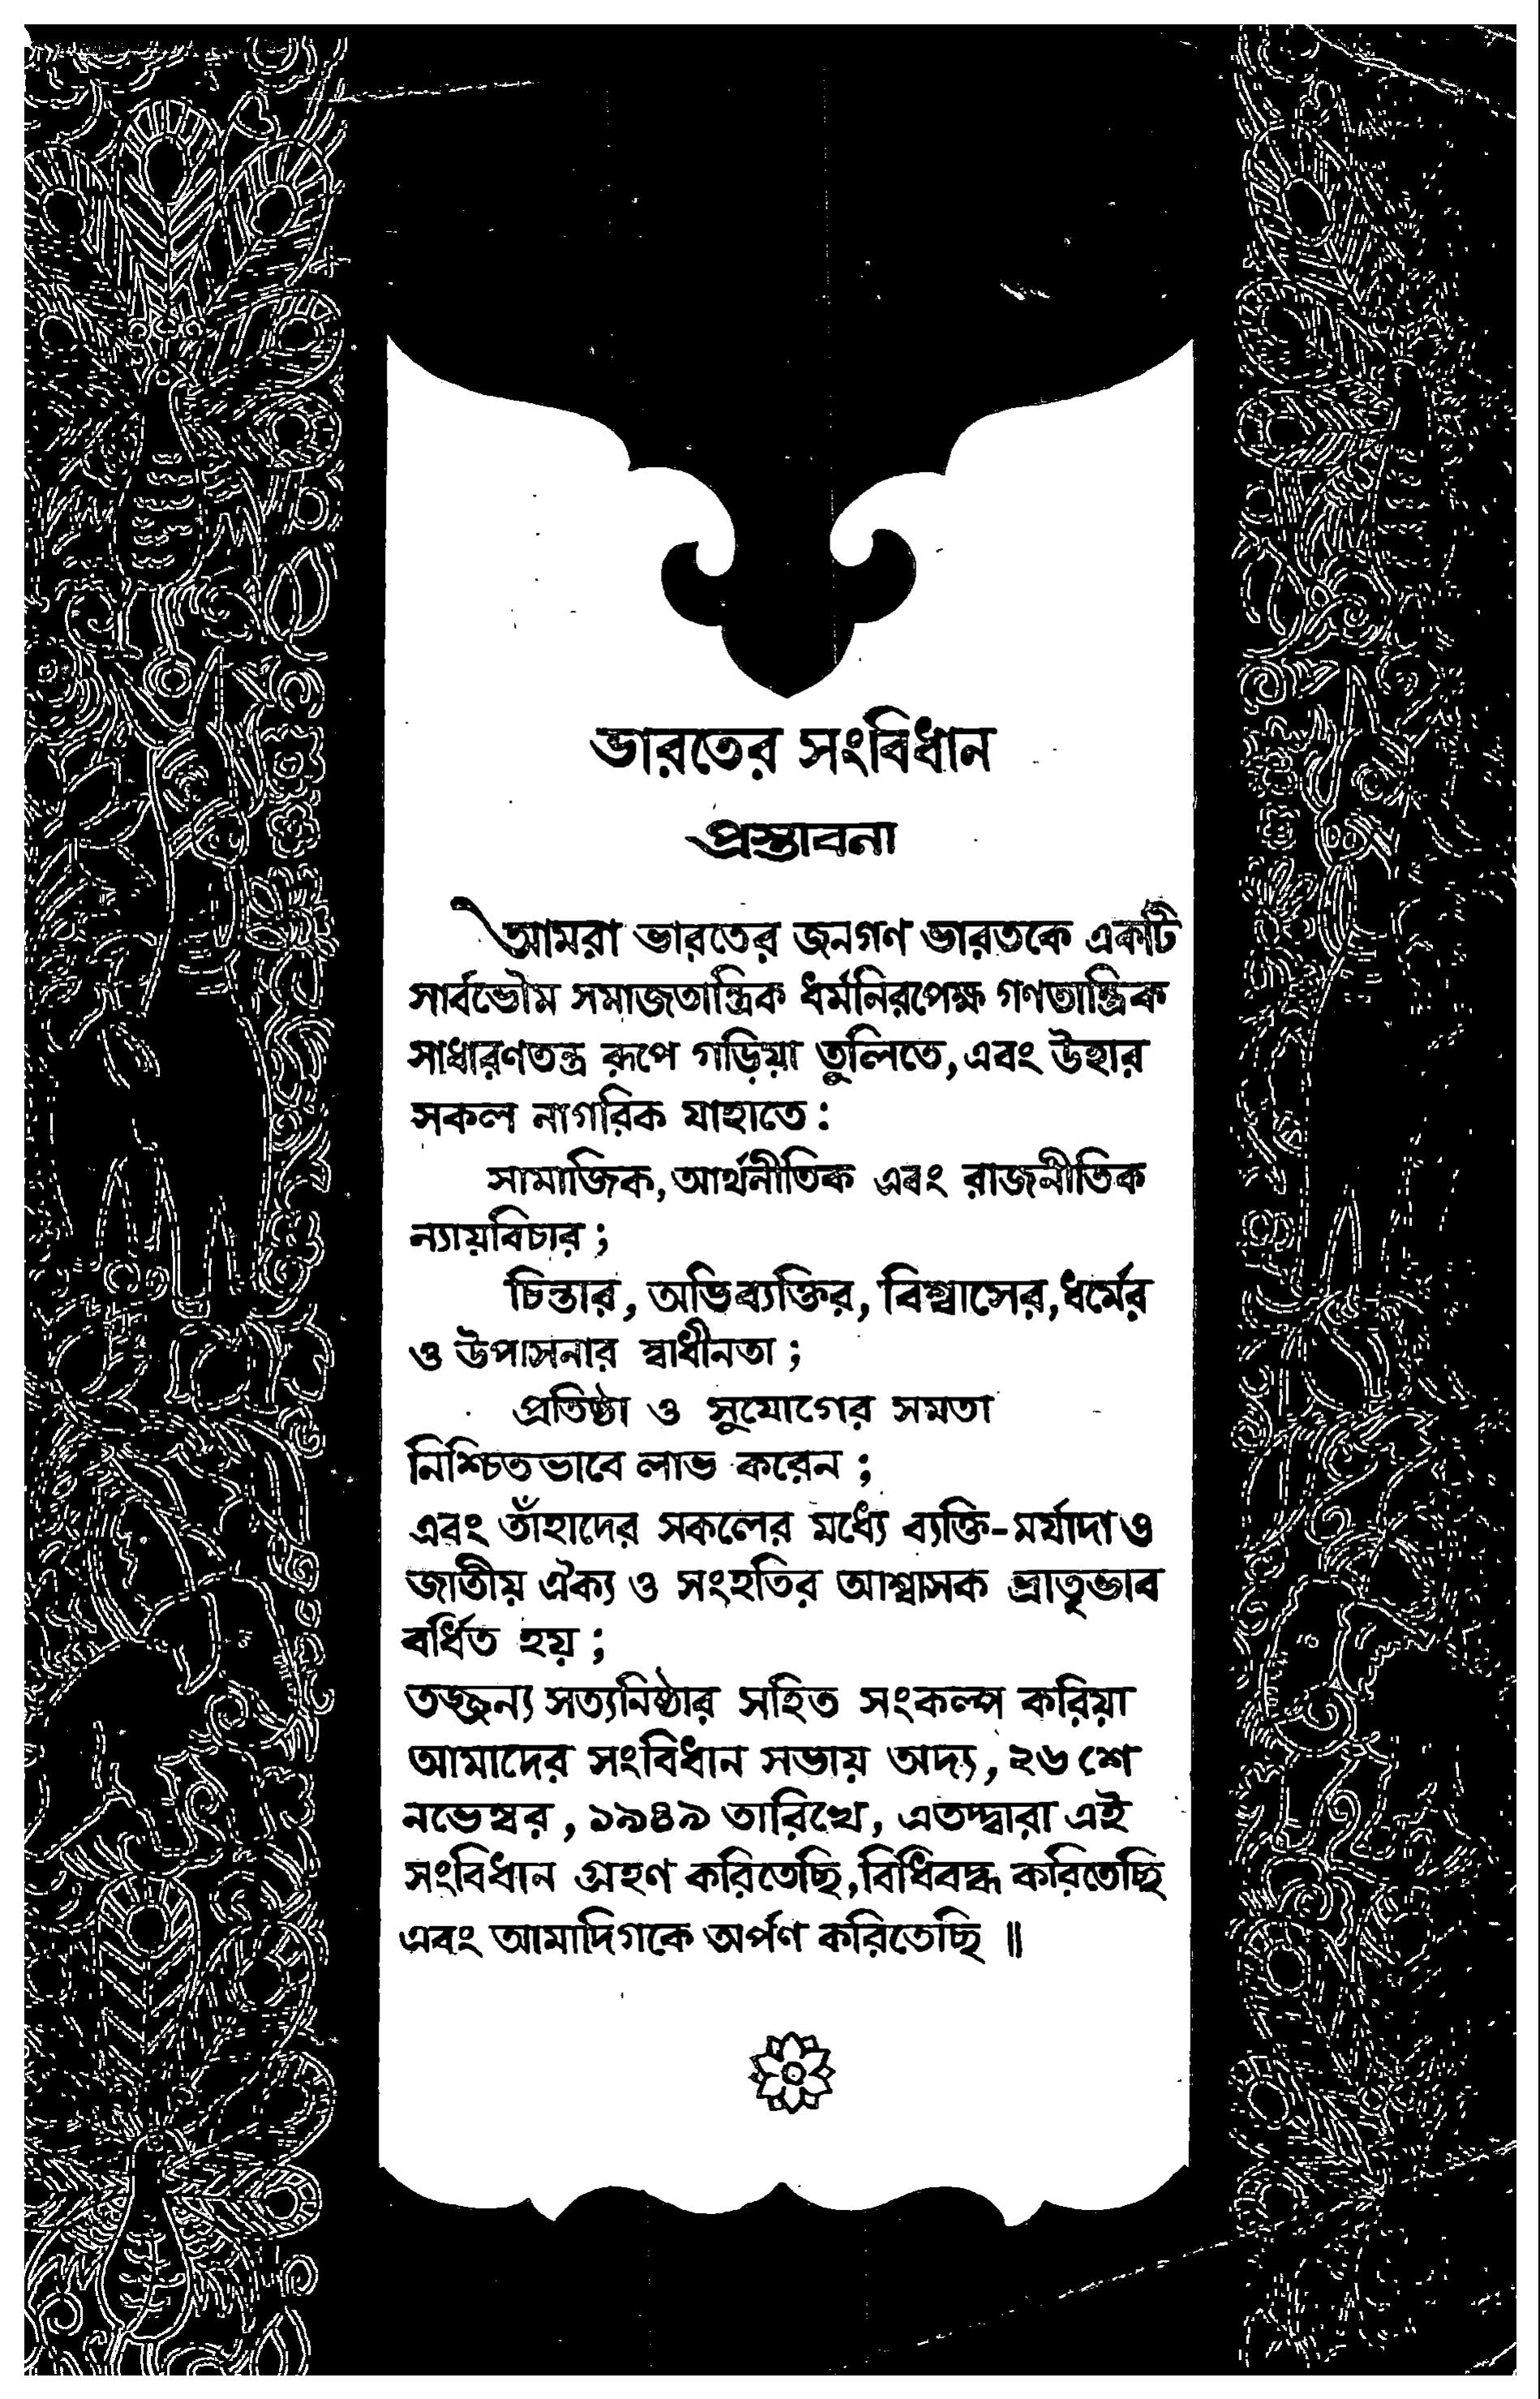 ভারতের সংবিধান
প্রস্তাবনা
আমরা ভারতের জনগণ ভারতকে একটি
সার্বভৌম সমাজতান্ত্রিক ধর্মনিরপেক্ষ গণতান্ত্রিক
সাধারণতন্ত্র রূপে গড়িয়া তুলিতে, এবং উহার
সকল নাগরিক যাহাতে :
সামাজিক, আর্থনীতিক এবং রাজনীতিক
ন্যায়বিচার ;
চিন্তার, অভিব্যক্তির, বিশ্বাসের, ধর্মের
ও উপাসনার স্বাধীনতা ;
প্রতিষ্ঠা ও সুযোগের সমতা
নিশ্চিতভাবে লাভ করেন ;
এবং তাঁহাদের সকলের মধ্যে ব্যক্তি-মর্যাদা ও
জাতীয় ঐক্য ও সংহতির আশ্বাসক ভ্রাতৃভাব
বর্ধিত হয় ;
তজ্জন্য সত্যনিষ্ঠার সহিত সংকল্প করিয়া
আমাদের সংবিধান সভায় অদ্য, ২৬ শে
নভেম্বর, ১৯৪৯ তারিখে, এতদ্দ্বারা এই
সংবিধান গ্রহণ করিতেছি, বিধিবদ্ধ করিতেছি
এবং আমাদিগকে অর্পণ করিতেছি ॥